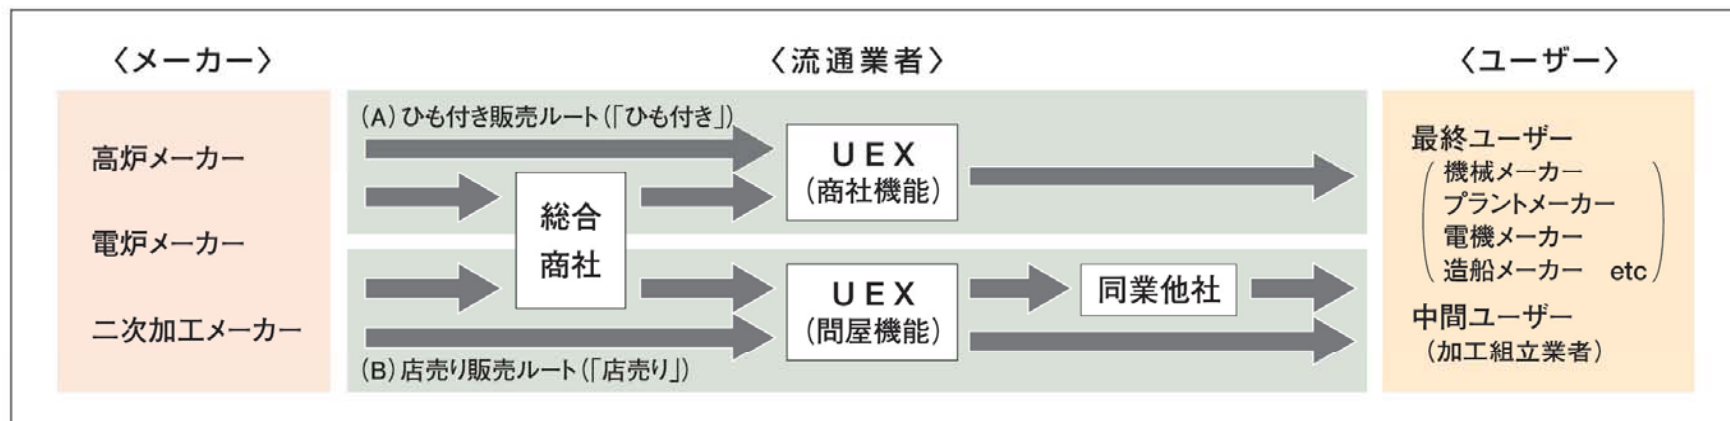 〈メーカー〉
高炉メーカー
電炉メーカー
二次加工メーカー
〈流通業者〉
(A)ひも付き販売ルート(「ひも付き」)
総合
商社
UEX
(商社機能)
UEX
(問屋機能)
同業他社
(B)店売り販売ルート(「店売り」)
〈ユーザー〉
最終ユーザー
機械メーカー
プラントメーカー
電機メーカー
造船メーカー etc
中間ユーザー
(加工組立業者)